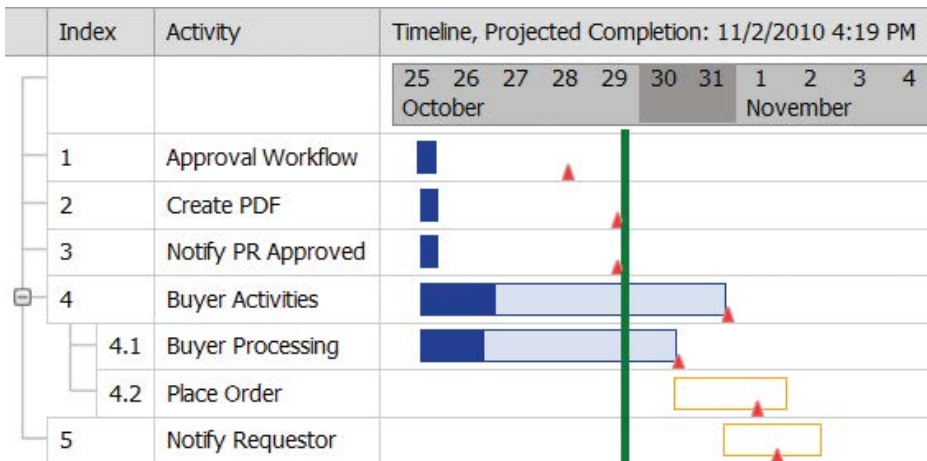 Index Activity Timeline, Projected Completion: 11/2/2010 4:19 PM
25 26 27 28 29 30 31 1 2 3 4
October November
1 Approval Workflow
2 Create PDF
3 Notify PR Approved
4 Buyer Activities
4.1 Buyer Processing
4.2 Place Order
5 Notify Requestor